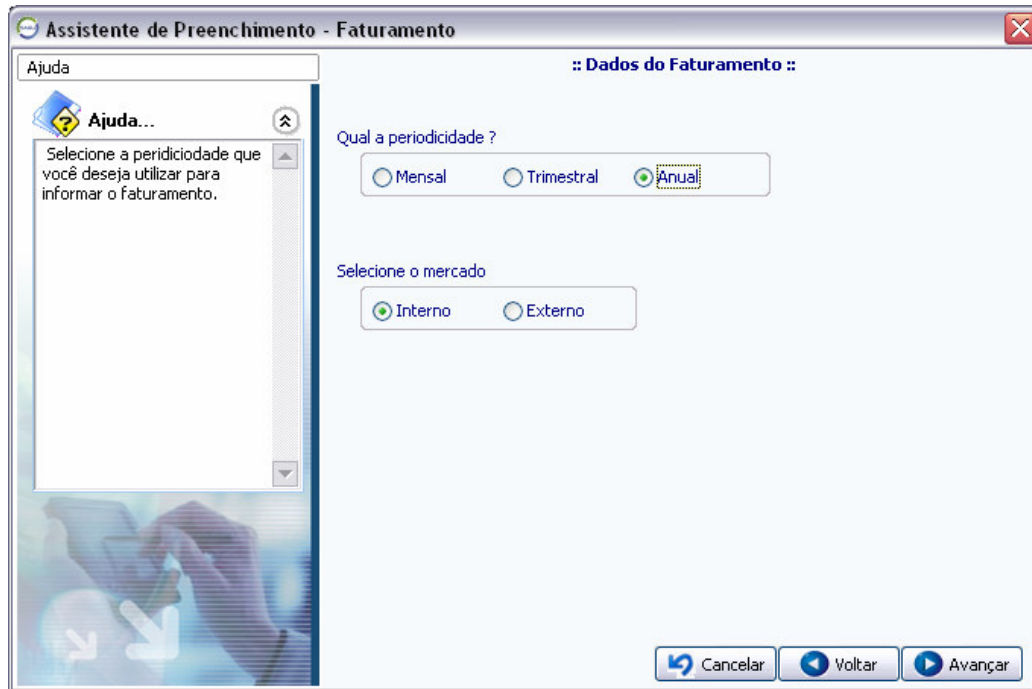 Assistente de Preenchimento - Faturamento
Ajuda
:: Dados do Faturamento ::
Ajuda...
Selecione a peridiciodade que
você deseja utilizar para
informar o faturamento.
Qual a periodicidade ?
Mensal Trimestral Anual
Selecione o mercado
Interno Externo
Cancelar Voltar Avançar